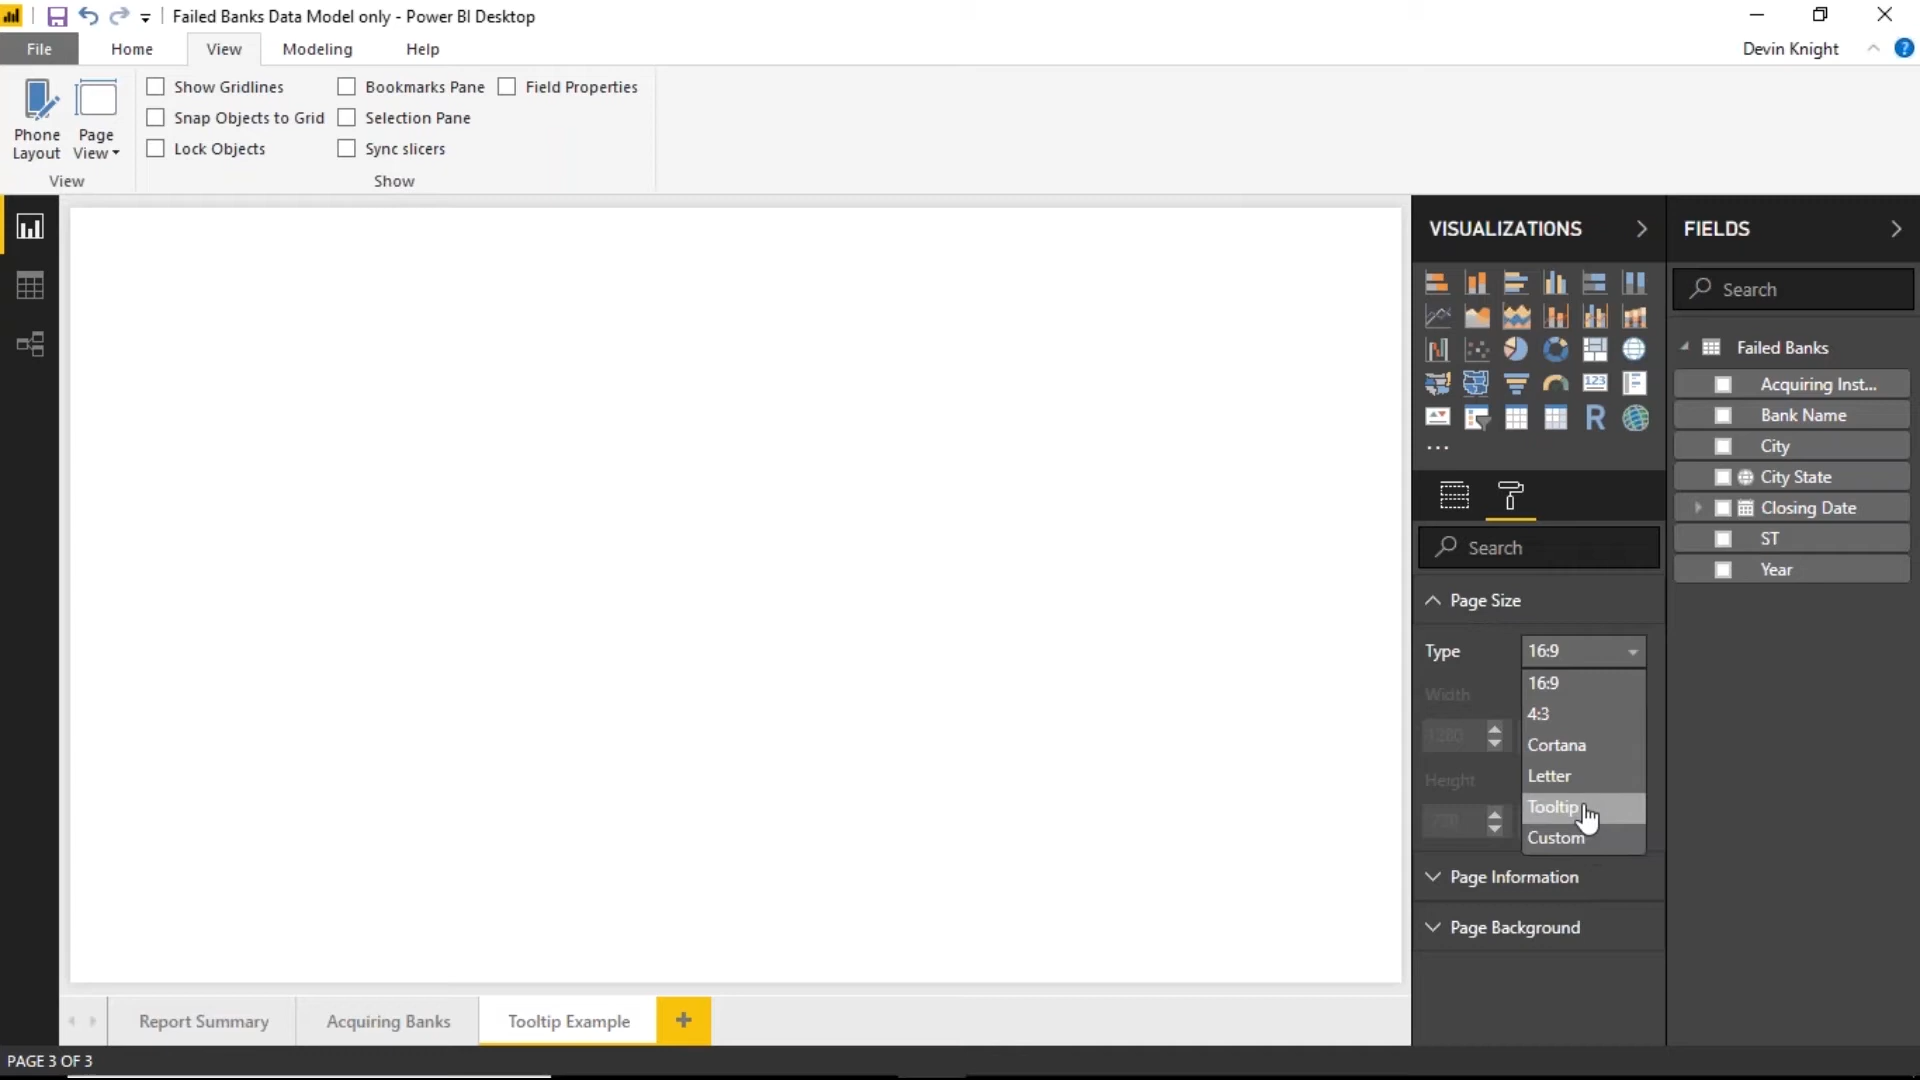 Failed Banks Data Model only - Power BI Desktop
File
Home
View
Modeling
Help
Devin Knight
?
Phone Layout
Page View
Show Gridlines
Snap Objects to Grid
Lock Objects
Bookmarks Pane
Selection Pane
Sync slicers
Field Properties
View
Show
VISUALIZATIONS
123
R
...
Search
Page Size
Type
16:9
16:9
4:3
Cortana
Letter
Tooltip
Custom
Width
1280
Height
720
Page Information
Page Background
FIELDS
Search
Failed Banks
Acquiring Inst...
Bank Name
City
City State
Closing Date
ST
Year
Report Summary
Acquiring Banks
Tooltip Example
+
PAGE 3 OF 3